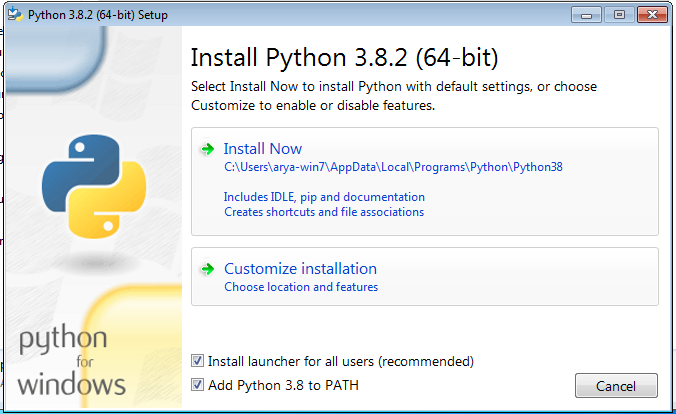 Python 3.8.2 (64-bit) Setup
Install Python 3.8.2 (64-bit)
Select Install Now to install Python with default settings, or choose
Customize to enable or disable features.
Install Now
C:\Users\arya-win7\AppData\Local\Programs\Python\Python38
Includes IDLE, pip and documentation
Creates shortcuts and file associations
Customize installation
Choose location and features
python
for
windows
Install launcher for all users (recommended)
Add Python 3.8 to PATH
Cancel